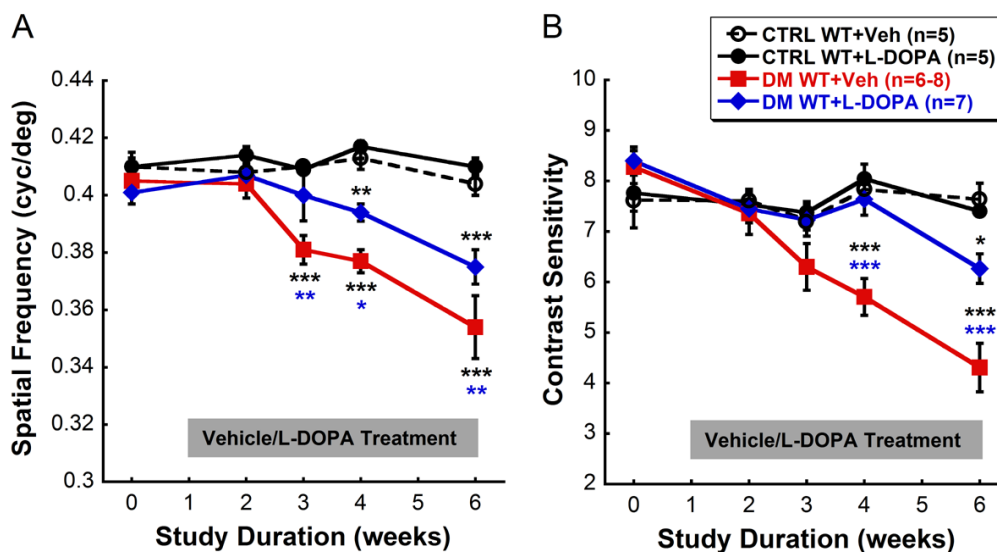 A
Spatial Frequency (cyc/deg)
0.44
0.42
0.4
0.38
0.36
0.34
0.32
0.3
**
***
***
**
***
*
***
**
Vehicle/L-DOPA Treatment
0 1 2 3 4 5 6
Study Duration (weeks)
B
CTRL WT+Veh (n=5)
CTRL WT+L-DOPA (n=5)
DM WT+Veh (n=6-8)
DM WT+L-DOPA (n=7)
Contrast Sensitivity
10
9
8
7
6
5
4
3
2
***
***
*
***
***
Vehicle/L-DOPA Treatment
0 1 2 3 4 5 6
Study Duration (weeks)